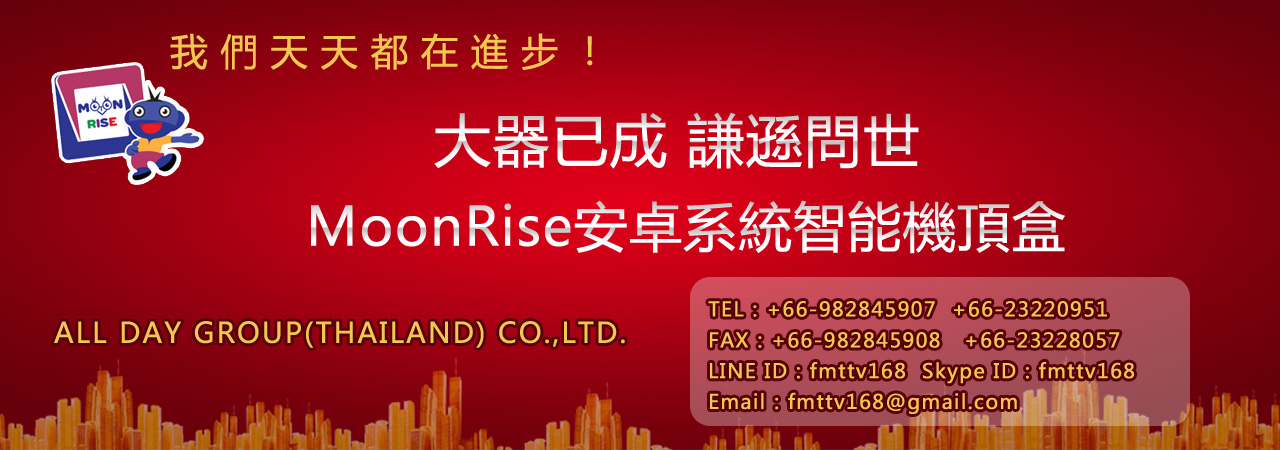 我們天天都在進步！
MOON
RISE
大器已成 謙遜問世
MoonRise安卓系統智能機頂盒
ALL DAY GROUP(THAILAND) CO.,LTD.
TEL：+66-982845907 +66-23220951
FAX：+66-982845908 +66-23228057
LINE ID：fmttv168 Skype ID：fmttv168
Email：fmttv168@gmail.com